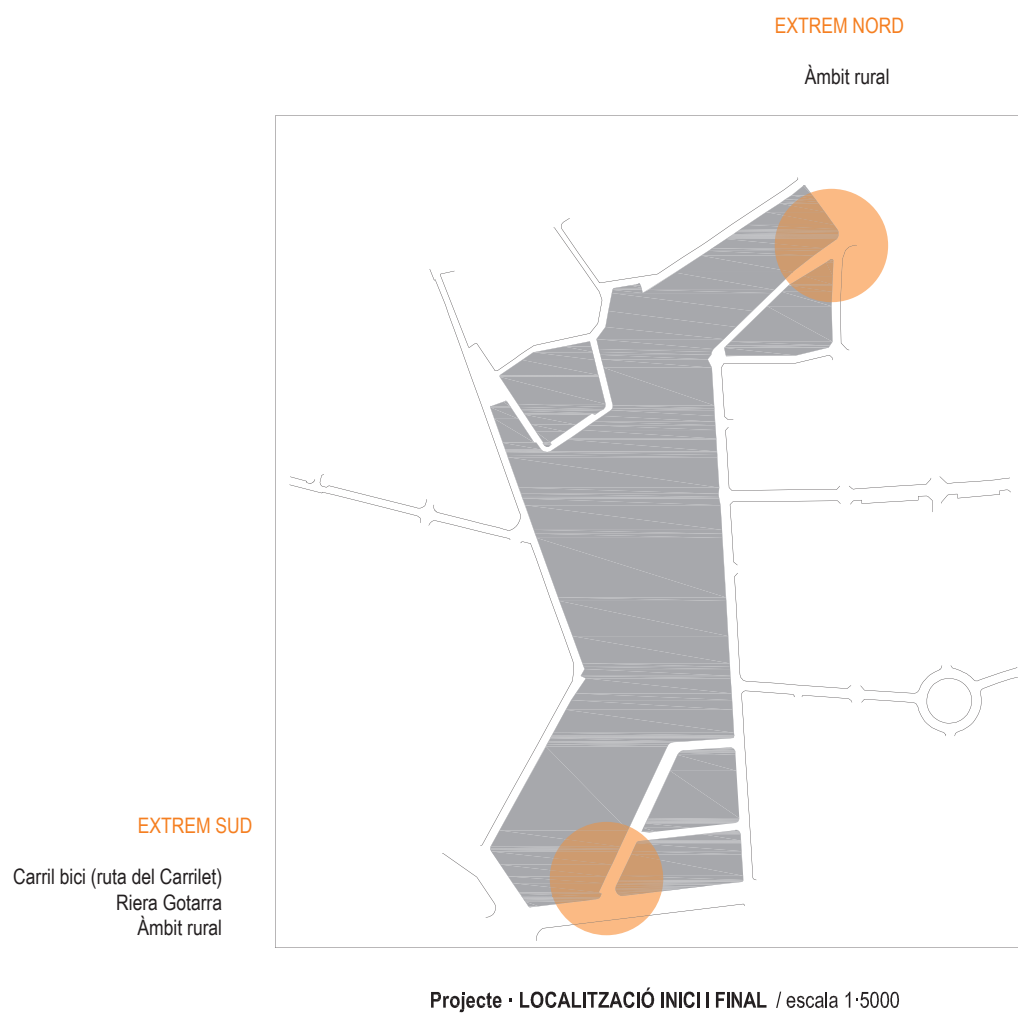 EXTREM NORD
Àmbit rural
EXTREM SUD
Carril bici (ruta del Carrilet)
Riera Gotarra
Àmbit rural
Projecte · LOCALITZACIÓ INICI I FINAL / escala 1·5000